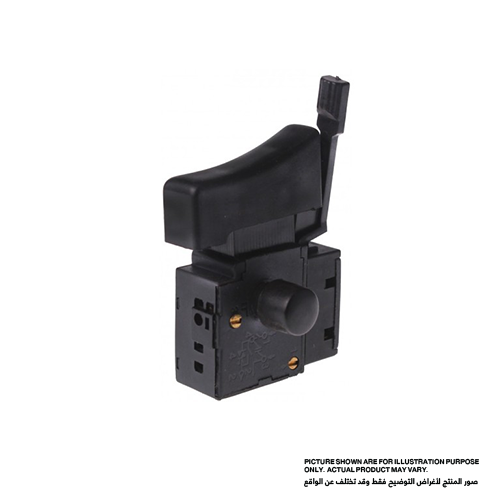 PICTURE SHOWN ARE FOR ILLUSTRATION PURPOSE
ONLY. ACTUAL PRODUCT MAY VARY.
صور المنتج لأغراض التوضيح فقط وقد تختلف عن الواقع